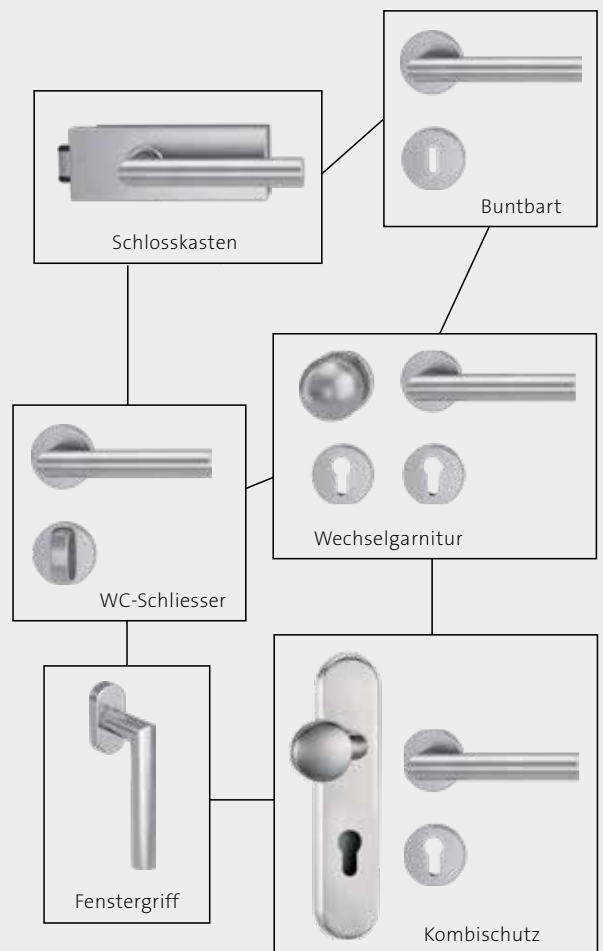 Buntbart
Schlosskasten
Wechselgarnitur
WC-Schliesser
Fenstergriff
Kombischutz